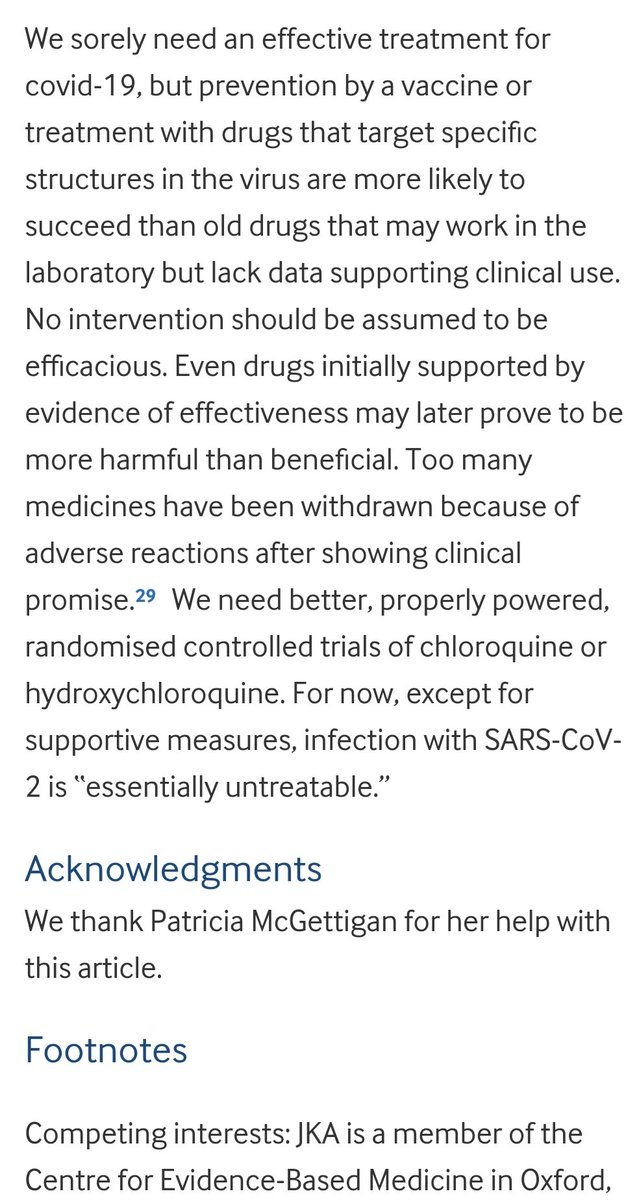 We sorely need an effective treatment for
covid-19, but prevention by a vaccine or
treatment with drugs that target specific
structures in the virus are more likely to
succeed than old drugs that may work in the
laboratory but lack data supporting clinical use.
No intervention should be assumed to be
efficacious. Even drugs initially supported by
evidence of effectiveness may later prove to be
more harmful than beneficial. Too many
medicines have been withdrawn because of
adverse reactions after showing clinical
promise.29 We need better, properly powered,
randomised controlled trials of chloroquine or
hydroxychloroquine. For now, except for
supportive measures, infection with SARS-CoV-
2 is “essentially untreatable.”
Acknowledgments
We thank Patricia McGettigan for her help with
this article.
Footnotes
Competing interests: JKA is a member of the
Centre for Evidence-Based Medicine in Oxford,